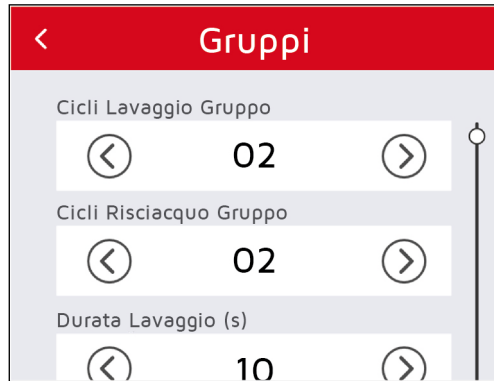 Gruppi
Cicli Lavaggio Gruppo
02
Cicli Risciacquo Gruppo
02
Durata Lavaggio (s)
10